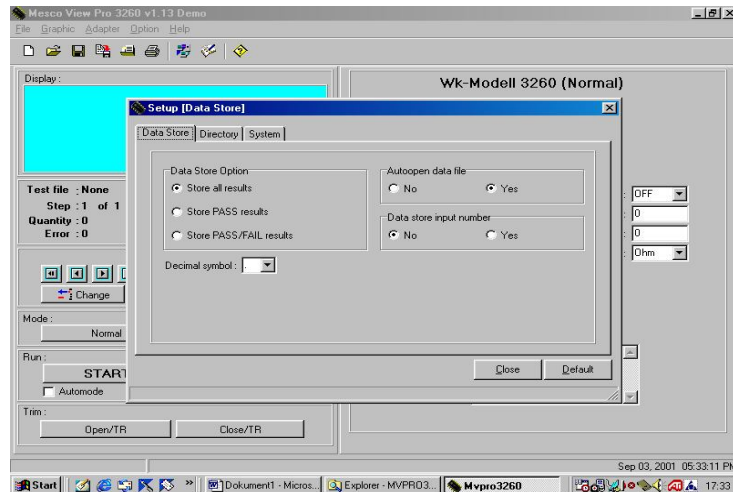 Mesco View Pro 3260 v1.13 Demo
File Graphic Adapter Option Help
Display :
Wk-Modell 3260 (Normal)
Setup [Data Store]
Data Store Directory System
Data Store Option
Store all results
Store PASS results
Store PASS/FAIL results
Decimal symbol : .
Autoopen data file
No Yes
Data store input number
No Yes
Close Default
Test file : None
Step : 1 of 1
Quantity : 0
Error : 0
: OFF
: 0
: 0
: Ohm
Change
Mode :
Normal
Run :
START
Automode
Trim :
Open/TR Close/TR
Sep 03, 2001 05:33:11 PM
Start Dokument1 - Micros... Explorer - MVPRO3... Mvpro3260 17:33